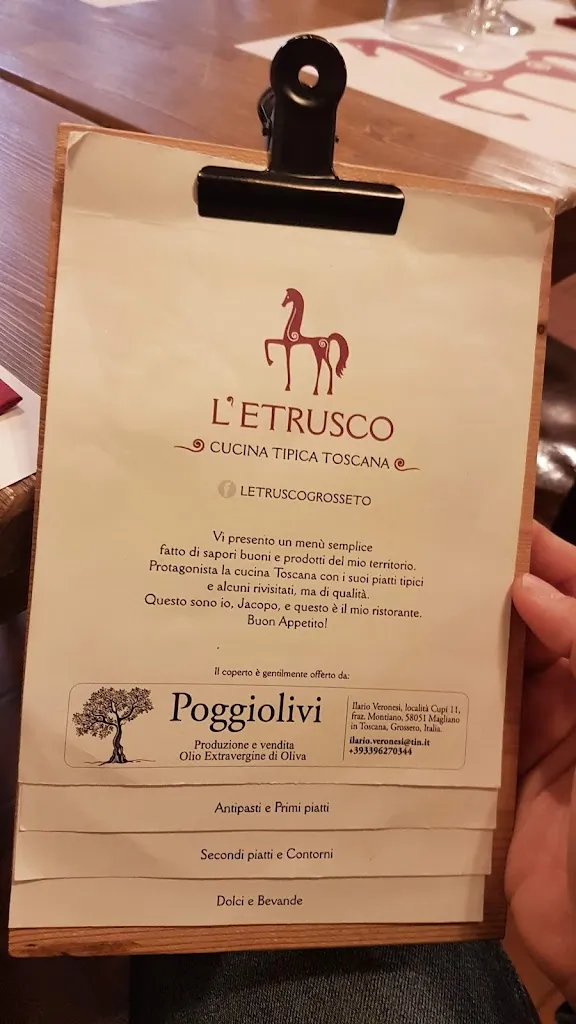 L'ETRUSCO
CUCINA TIPICA TOSCANA
LETRUSCOGROSSETO
Vi presento un menù semplice
fatto di sapori buoni e prodotti del mio territorio.
Protagonista la cucina Toscana con i suoi piatti tipici
e alcuni rivisitati, ma di qualità.
Questo sono io, Jacopo, e questo è il mio ristorante.
Buon Appetito!
Il coperto è gentilmente offerto da:
Poggiolivi
Produzione e vendita
Olio Extravergine di Oliva
Ilario Veronesi, località Cupi 11,
fraz. Montiano, 58051 Magliano
in Toscana, Grosseto, Italia.
ilario.veronesi@tin.it
+393396270344
Antipasti e Primi piatti
Secondi piatti e Contorni
Dolci e Bevande